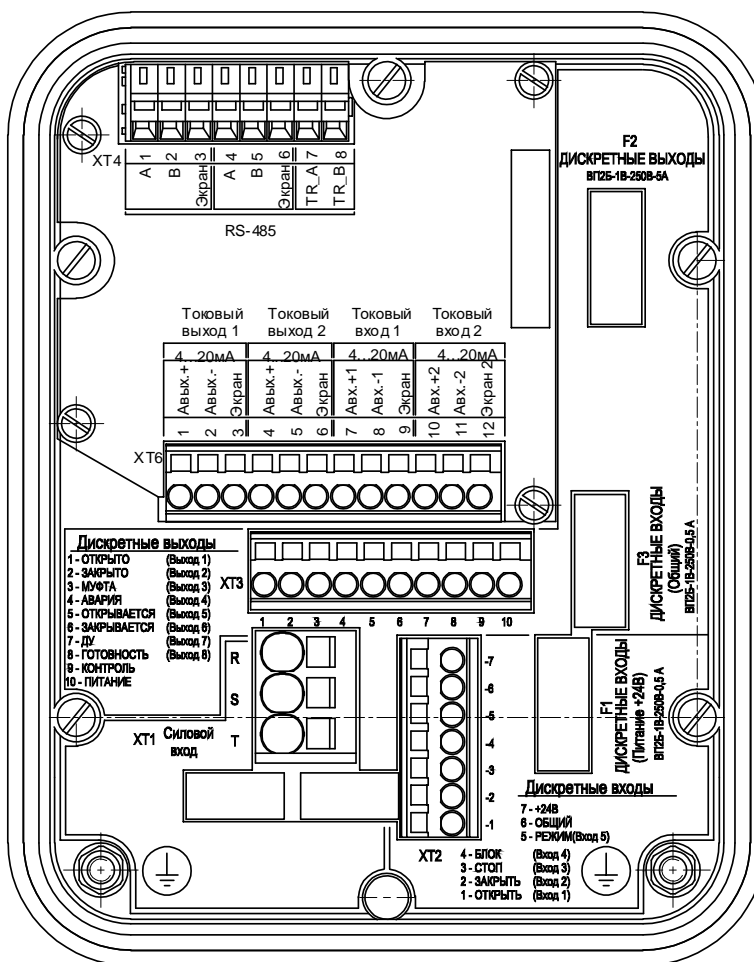 XT4
A 1
B 2
Экран 3
A 4
B 5
Экран 6
TR_A 7
TR_B 8
RS-485
F2
ДИСКРЕТНЫЕ ВЫХОДЫ
ВП2Б-1В-250В-5А
Токовый выход 1
Токовый выход 2
Токовый вход 1
Токовый вход 2
4...20мА
4...20мА
4...20мА
4...20мА
1 Авых.+
2 Авых.-
3 Экран
4 Авых.+
5 Авых.-
6 Экран
7 Авх.+1
8 Авх.-1
9 Экран
10 Авх.+2
11 Авх.-2
12 Экран 2
XT6
F3
ДИСКРЕТНЫЕ ВХОДЫ
(Общий)
ВП2Б-1В-250В-0,5 А
Дискретные выходы
1 - ОТКРЫТО (Выход 1)
2 - ЗАКРЫТО (Выход 2)
3 - МУФТА (Выход 3)
4 - АВАРИЯ (Выход 4)
5 - ОТКРЫВАЕТСЯ (Выход 5)
6 - ЗАКРЫВАЕТСЯ (Выход 6)
7 - ДУ (Выход 7)
8 - ГОТОВНОСТЬ (Выход 8)
9 - КОНТРОЛЬ
10 - ПИТАНИЕ
XT3
1 2 3 4 5 6 7 8 9 10
R
S
T
XT1 Силовой вход
-7
-6
-5
-4
-3
-2
-1
F1
ДИСКРЕТНЫЕ ВХОДЫ
(Питание +24В)
ВП2Б-1В-250В-0,5 А
XT2
Дискретные входы
7 - +24В
6 - ОБЩИЙ
5 - РЕЖИМ(Вход 5)
4 - БЛОК (Вход 4)
3 - СТОП (Вход 3)
2 - ЗАКРЫТЬ (Вход 2)
1 - ОТКРЫТЬ (Вход 1)